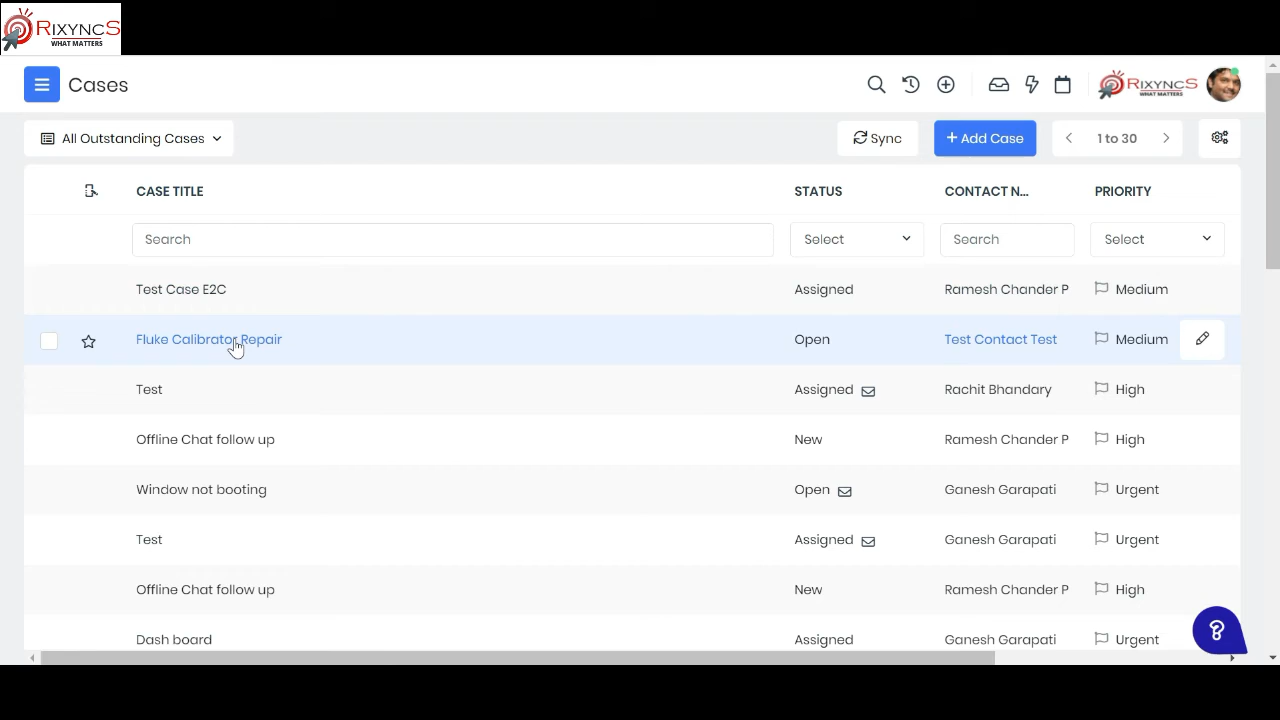 RIXYNCS
WHAT MATTERS
Cases
RIXYNCS
WHAT MATTERS
All Outstanding Cases
Sync
+ Add Case
1 to 30
CASE TITLE STATUS CONTACT N... PRIORITY
Search Select Search Select
Test Case E2C Assigned Ramesh Chander P Medium
Fluke Calibrator Repair Open Test Contact Test Medium
Test Assigned Rachit Bhandary High
Offline Chat follow up New Ramesh Chander P High
Window not booting Open Ganesh Garapati Urgent
Test Assigned Ganesh Garapati Urgent
Offline Chat follow up New Ramesh Chander P High
Dash board Assigned Ganesh Garapati Urgent
?